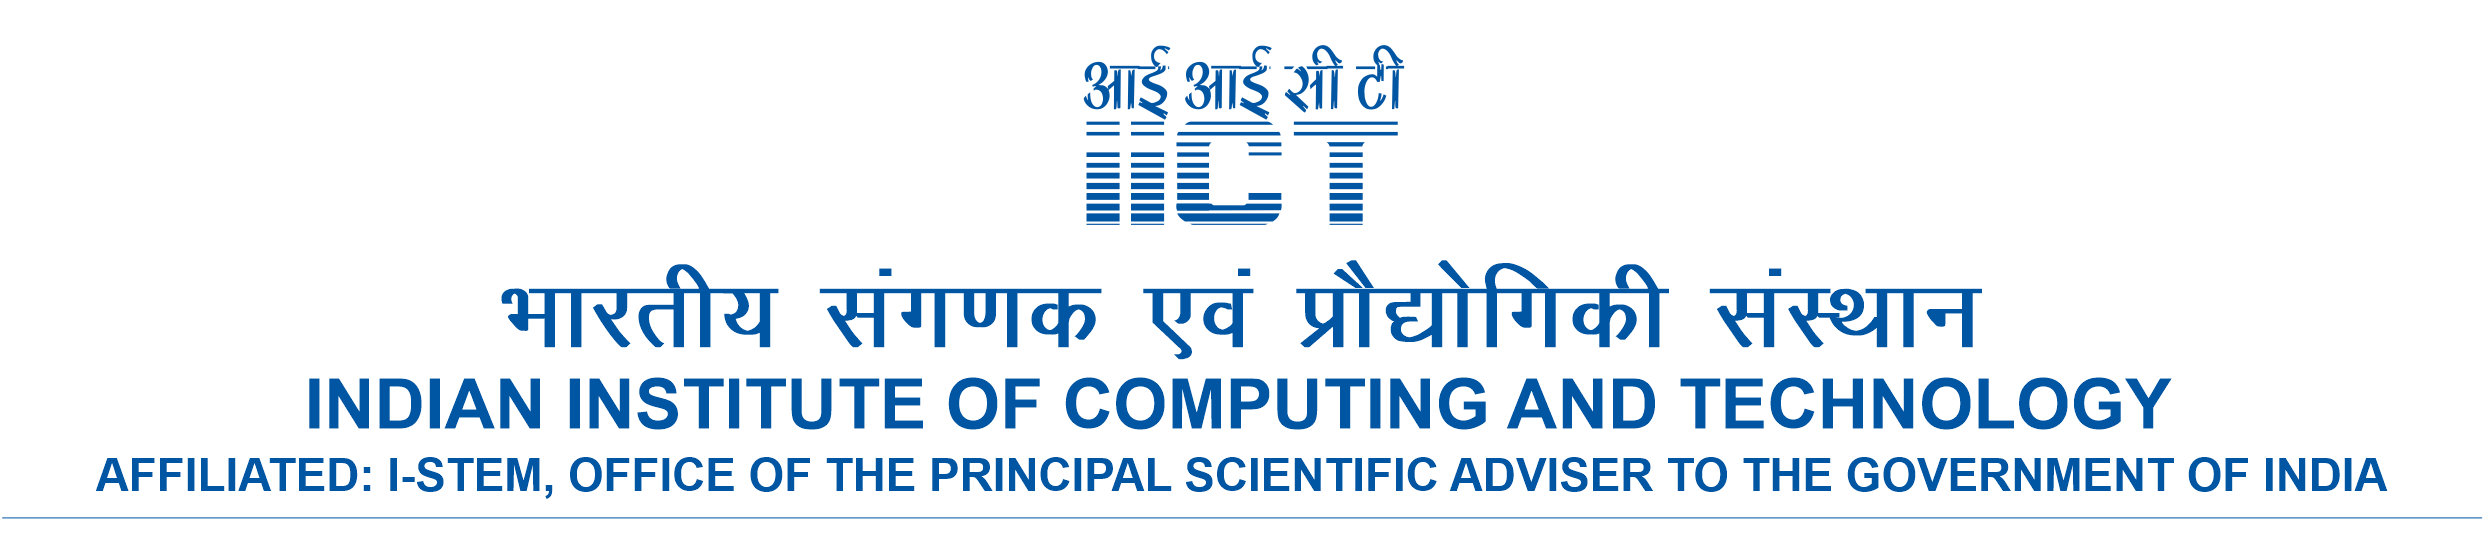 आई आई सी टी
IICT
भारतीय संगणक एवं प्रौद्योगिकी संस्थान
INDIAN INSTITUTE OF COMPUTING AND TECHNOLOGY
AFFILIATED: I-STEM, OFFICE OF THE PRINCIPAL SCIENTIFIC ADVISER TO THE GOVERNMENT OF INDIA